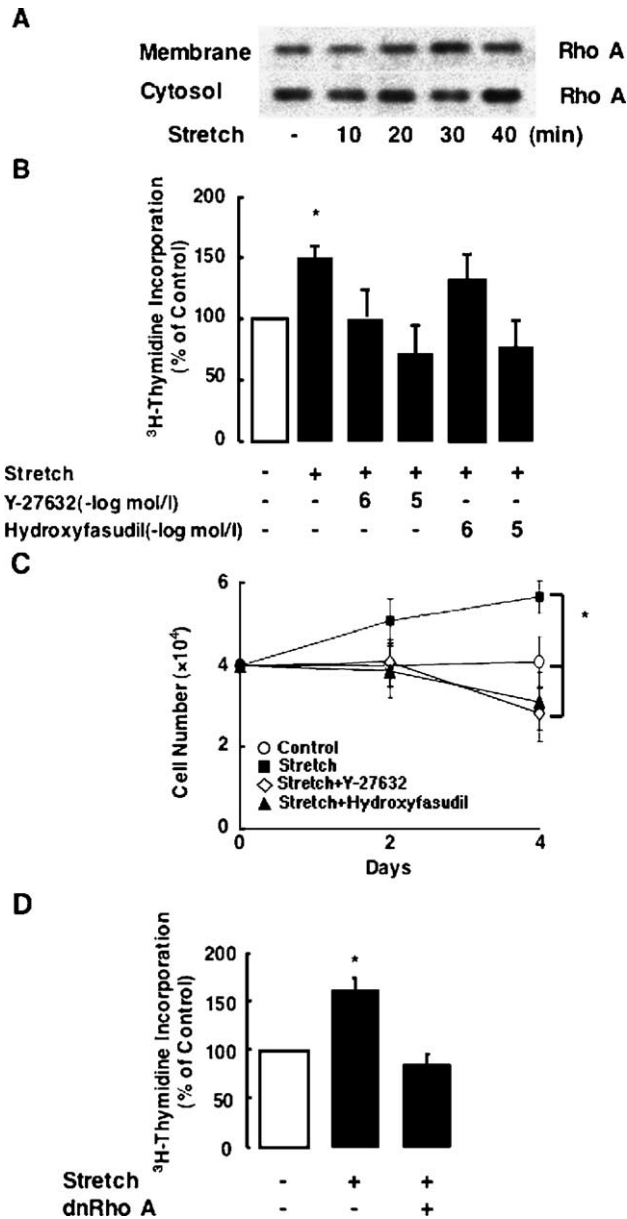 A
Membrane Rho A
Cytosol Rho A
Stretch - 10 20 30 40 (min)
B
³H-Thymidine Incorporation
(% of Control)
200
150
100
50
0
Stretch - + + + + +
Y-27632(-log mol/l) - - 6 5 - -
Hydroxyfasudil(-log mol/l) - - - - 6 5
*
C
Cell Number (×10⁴)
6
4
2
0
*
Control
Stretch
Stretch+Y-27632
Stretch+Hydroxyfasudil
0 2 4
Days
D
³H-Thymidine Incorporation
(% of Control)
200
150
100
50
0
*
Stretch - + +
dnRho A - - +